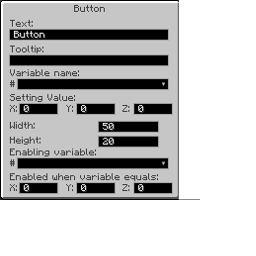 Button
Text:
Button
Tooltip:
Variable name:
#
Setting Value:
X: 0 Y: 0 Z: 0
Width: 50
Height: 20
Enabling variable:
#
Enabled when variable equals:
X: 0 Y: 0 Z: 0